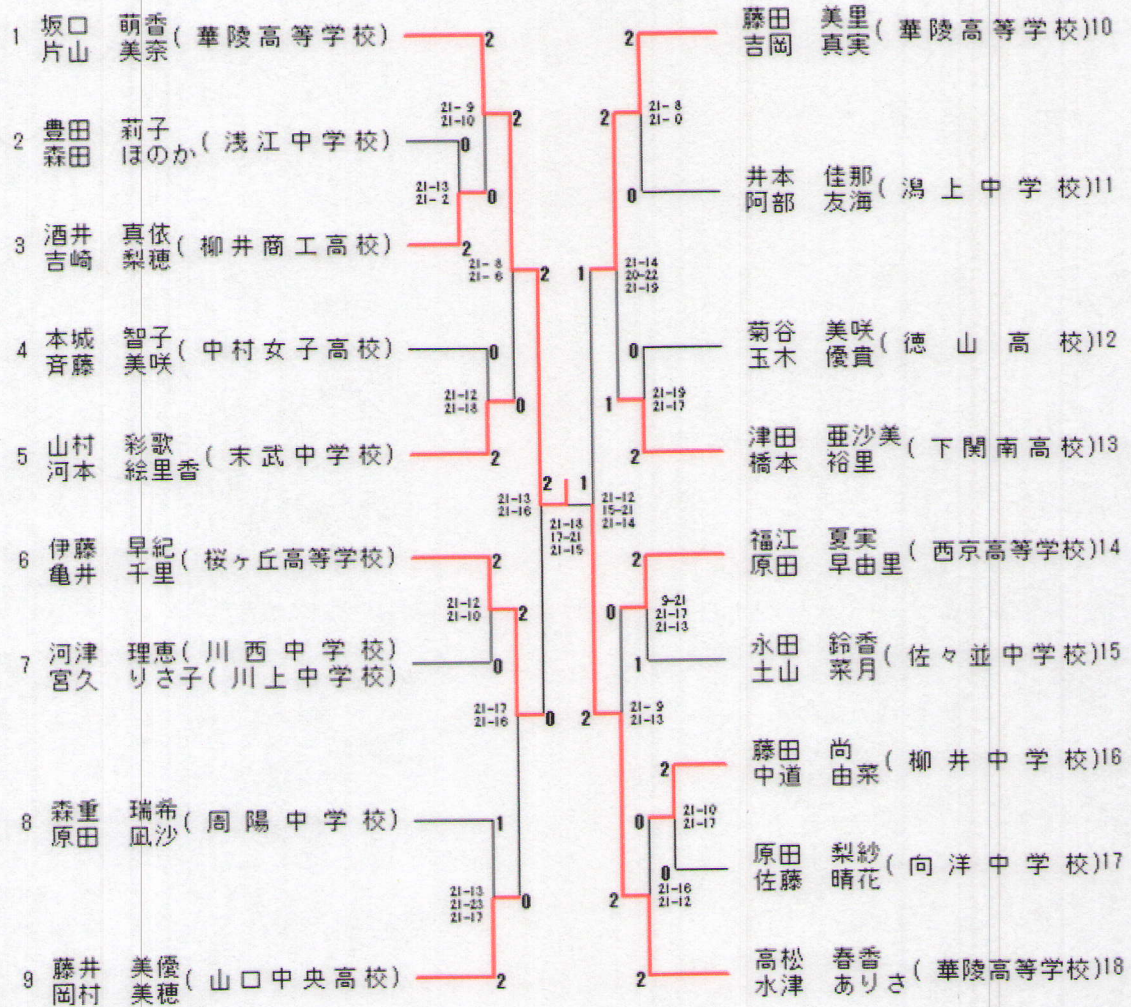 1 坂口 萌香 ( 華陵高等学校 )
片山 美奈
2
21- 9
21-10
2
2 豊田 莉子 ( 浅江中学校 )
森田 ほのか
0
21-13
21- 2
0
3 酒井 真依 ( 柳井商工高校 )
吉崎 梨穂
2
21- 8
21- 6
2
4 本城 智子 ( 中村女子高校 )
斉藤 美咲
0
21-12
21-18
0
5 山村 彩歌 ( 末武中学校 )
河本 絵里香
2
21-13
21-16
2
6 伊藤 早紀 ( 桜ヶ丘高等学校 )
亀井 千里
2
21-12
21-10
2
7 河津 理恵 ( 川西中学校 )
宮久 りさ子 ( 川上中学校 )
0
21-17
21-16
0
8 森重 瑞希 ( 周陽中学校 )
原田 凪沙
1
21-13
21-23
21-17
0
9 藤井 美優 ( 山口中央高校 )
岡村 美穂
2
21-18
17-21
21-15
1
藤田 美里 ( 華陵高等学校 )10
吉岡 真実
2
21- 8
21- 0
2
井本 佳那 ( 潟上中学校 )11
阿部 友海
0
21-14
20-22
21-19
1
菊谷 美咲 ( 徳山高校 )12
玉木 優貴
0
21-19
21-17
1
津田 亜沙美 ( 下関南高校 )13
橋本 裕里
2
21-12
15-21
21-14
福江 夏実 ( 西京高等学校 )14
原田 早由里
2
9-21
21-17
21-13
0
永田 鈴香 ( 佐々並中学校 )15
土山 菜月
1
21- 9
21-13
2
藤田 尚 ( 柳井中学校 )16
中道 由菜
2
21-10
21-17
0
原田 梨紗 ( 向洋中学校 )17
佐藤 晴花
0
21-16
21-12
2
高松 春香 ( 華陵高等学校 )18
水津 ありさ
2